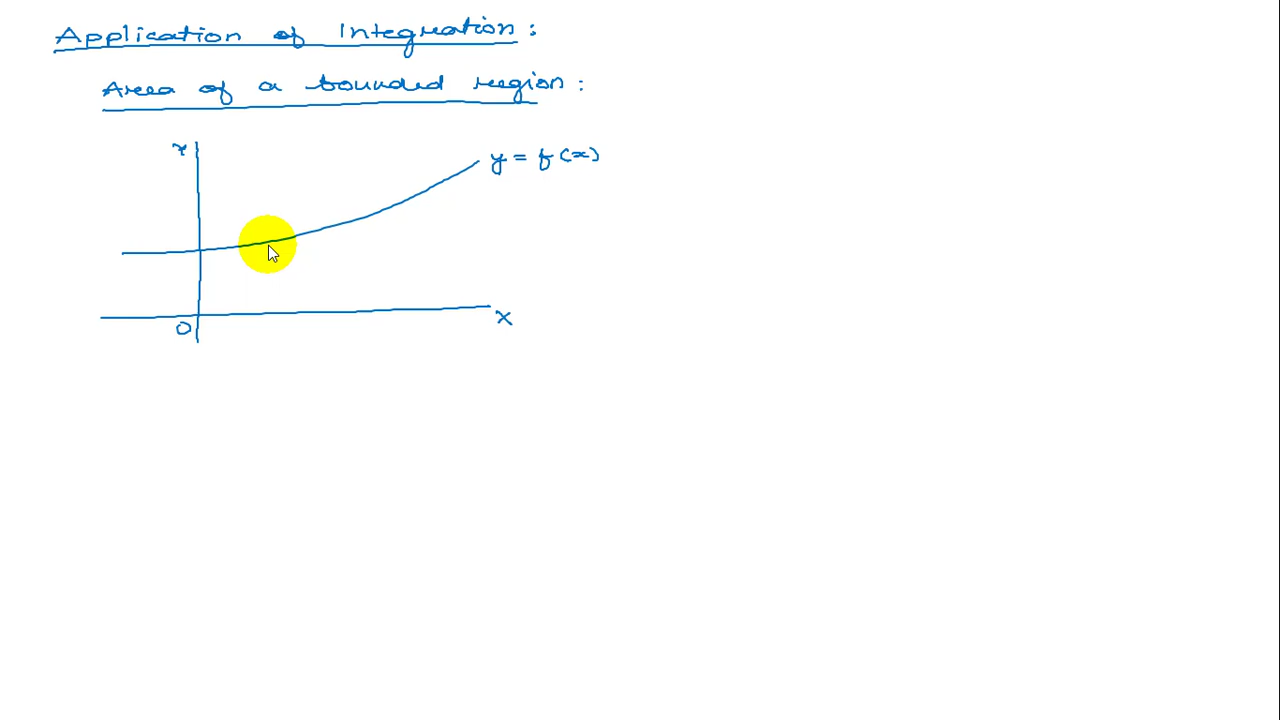 Application of Integration :
Area of a bounded region :
Y
y = f(x)
O
X